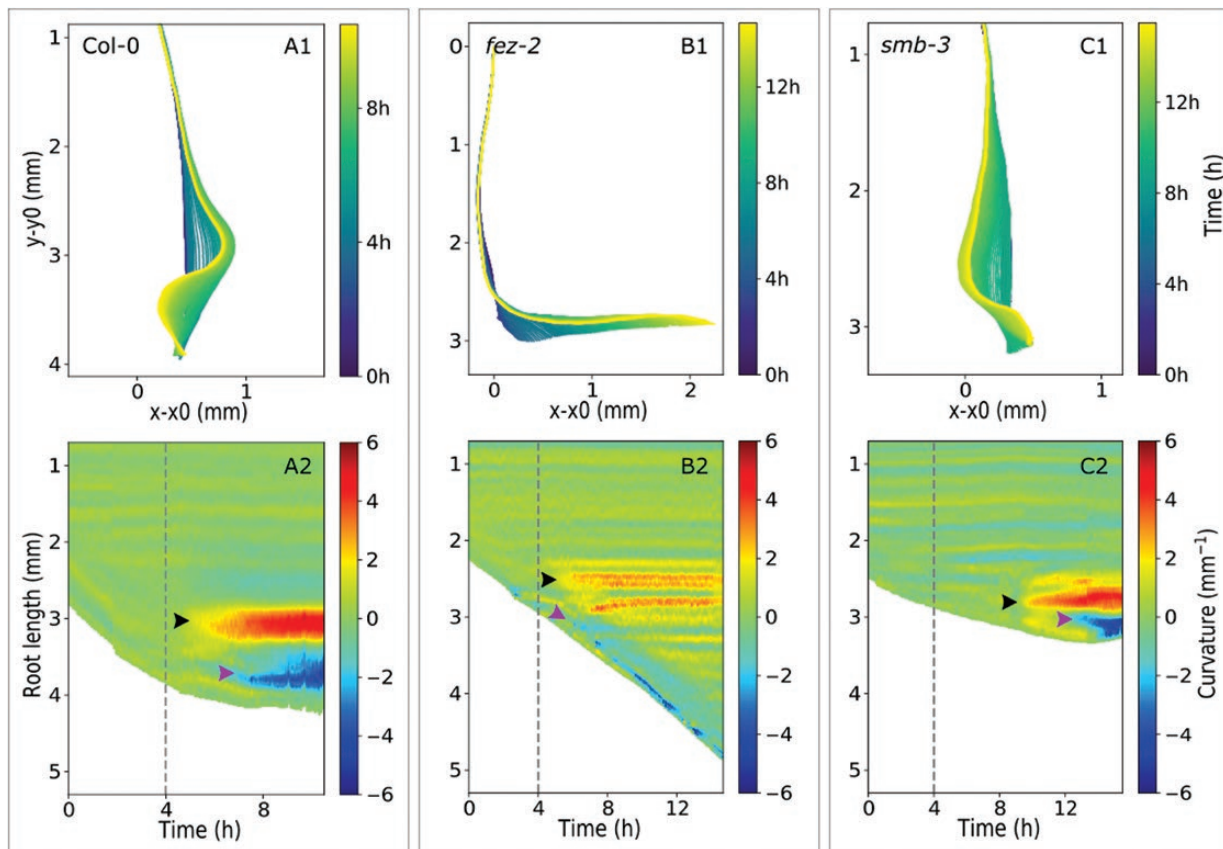 Col-0 A1
1
2
3
4
y-y0 (mm)
0 1
x-x0 (mm)
8h
4h
0h
fez-2 B1
0
1
2
3
0 1 2
x-x0 (mm)
12h
8h
4h
0h
smb-3 C1
1
2
3
0 1
x-x0 (mm)
12h
8h
4h
0h
Time (h)
A2
1
2
3
4
5
Root length (mm)
0 4 8
Time (h)
6
4
2
0
−2
−4
−6
B2
1
2
3
4
5
0 4 8 12
Time (h)
6
4
2
0
−2
−4
−6
C2
1
2
3
4
5
0 4 8 12
Time (h)
6
4
2
0
−2
−4
−6
Curvature (mm⁻¹)